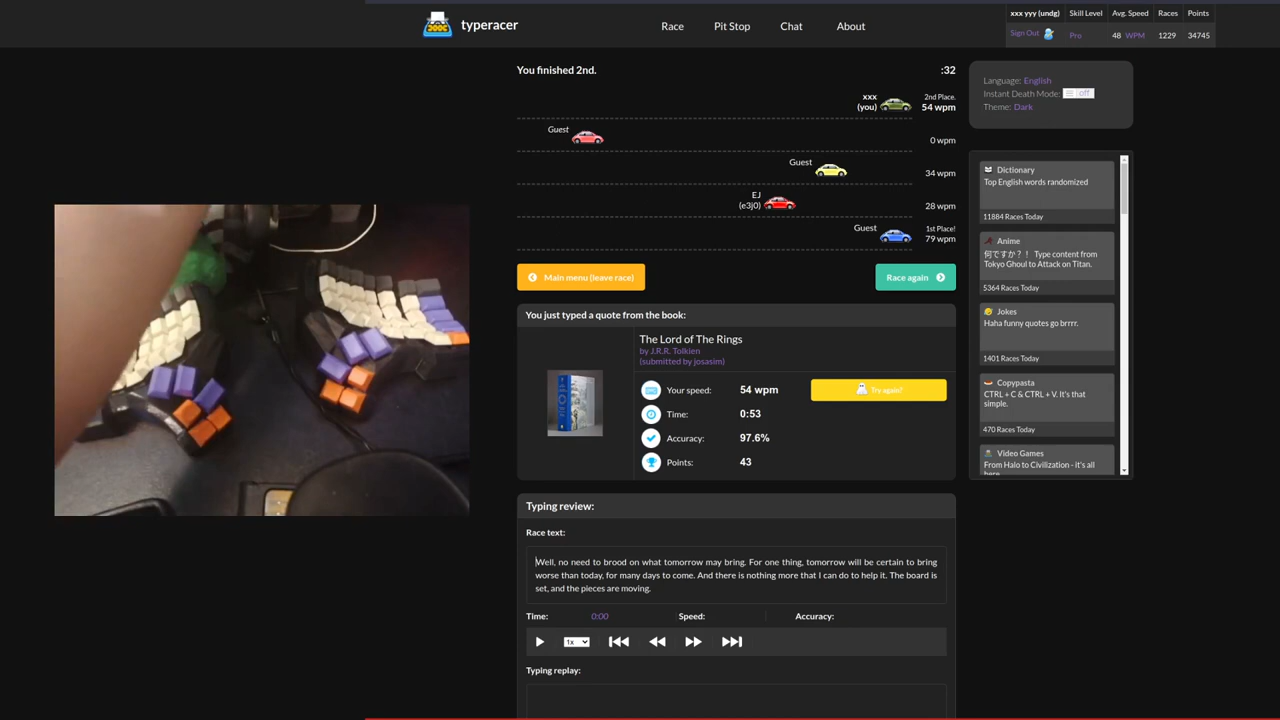 typeracer
Race Pit Stop Chat About
xxx yyy (undg) Skill Level Avg. Speed Races Points
Sign Out Pro 48 WPM 1229 34745
You finished 2nd. :32
xxx
(you)
2nd Place.
54 wpm
Guest
0 wpm
Guest
34 wpm
EJ
(e3j0)
28 wpm
Guest
1st Place!
79 wpm
Main menu (leave race) Race again
You just typed a quote from the book:
The Lord of The Rings
by J.R.R. Tolkien
(submitted by josasim)
Your speed: 54 wpm Try again?
Time: 0:53
Accuracy: 97.6%
Points: 43
Typing review:
Race text:
Well, no need to brood on what tomorrow may bring. For one thing, tomorrow will be certain to bring
worse than today, for many days to come. And there is nothing more that I can do to help it. The board is
set, and the pieces are moving.
Time: 0:00 Speed: Accuracy:
1x
Typing replay:
Language: English
Instant Death Mode: off
Theme: Dark
Dictionary
Top English words randomized
11884 Races Today
Anime
何ですか？！ Type content from
Tokyo Ghoul to Attack on Titan.
5364 Races Today
Jokes
Haha funny quotes go brrrr.
1401 Races Today
Copypasta
CTRL + C & CTRL + V. It's that
simple.
470 Races Today
Video Games
From Halo to Civilization - it's all
here.